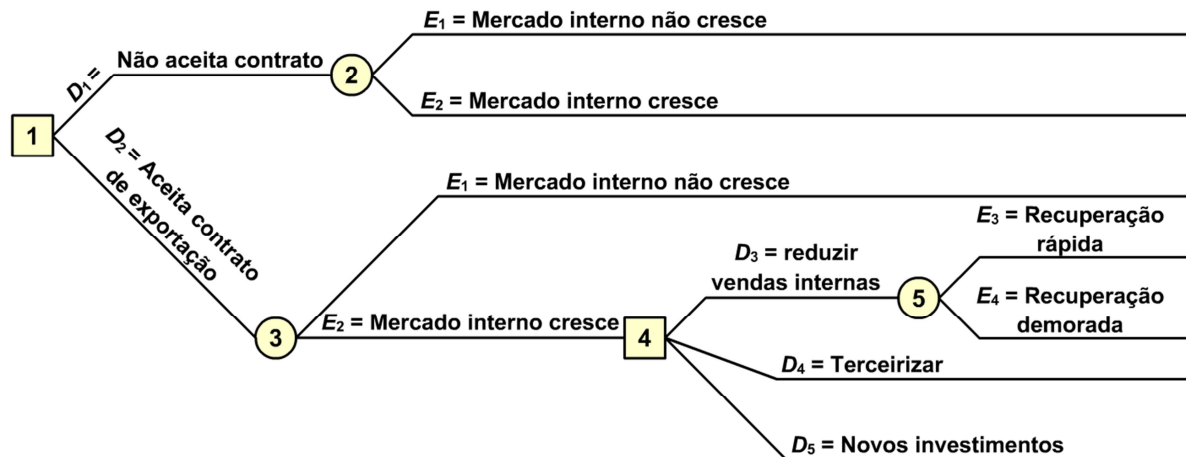 E1 = Mercado interno não cresce
D1 = Não aceita contrato
2
E2 = Mercado interno cresce
1
D2 = Aceita contrato
de exportação
E1 = Mercado interno não cresce
E3 = Recuperação
rápida
D3 = reduzir
vendas internas
5
E4 = Recuperação
demorada
3
E2 = Mercado interno cresce
4
D4 = Terceirizar
D5 = Novos investimentos